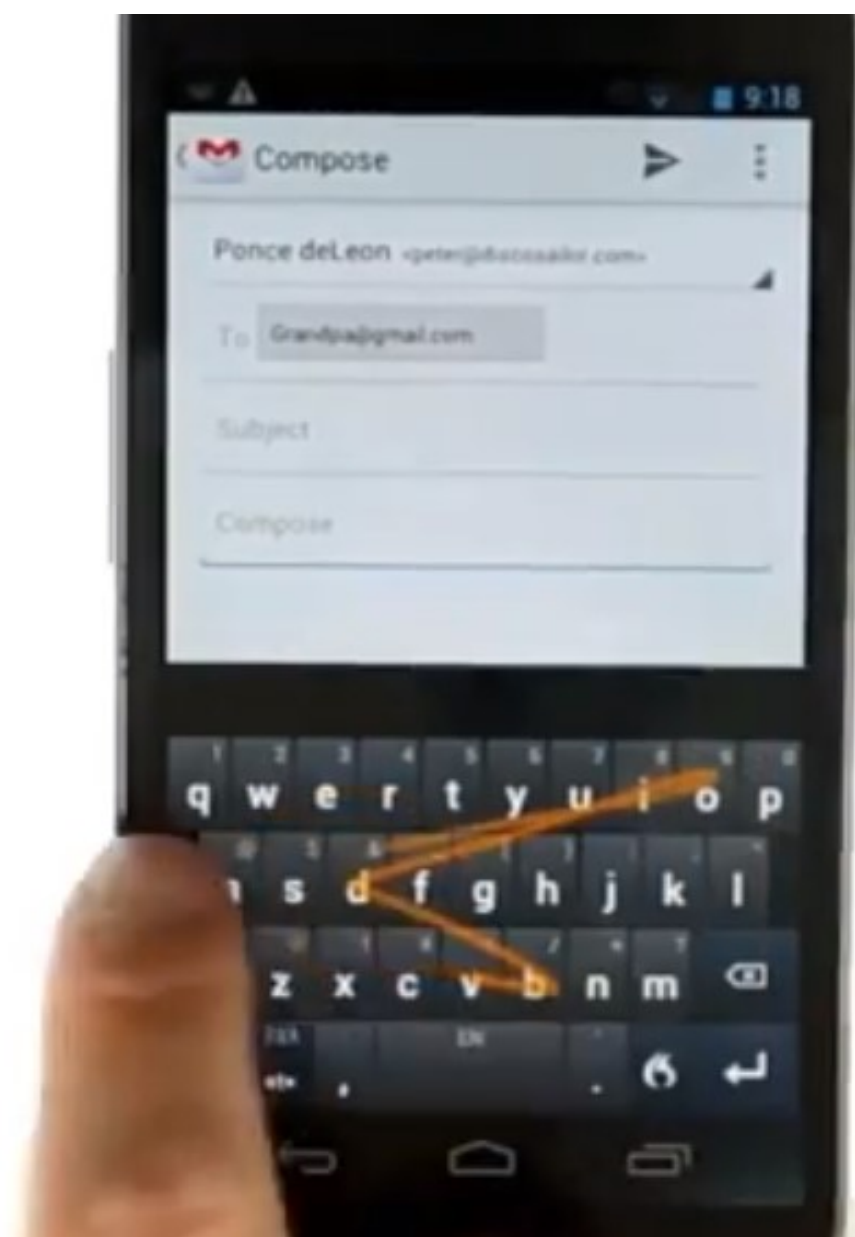 9:18
Compose
Ponce deLeon
To Grandpa@gmail.com
Subject
Compose
1 2 3 4 5 6 7 8 9 0
q w e r t y u i o p
s d f g h j k l
z x c v b n m
EN
, .